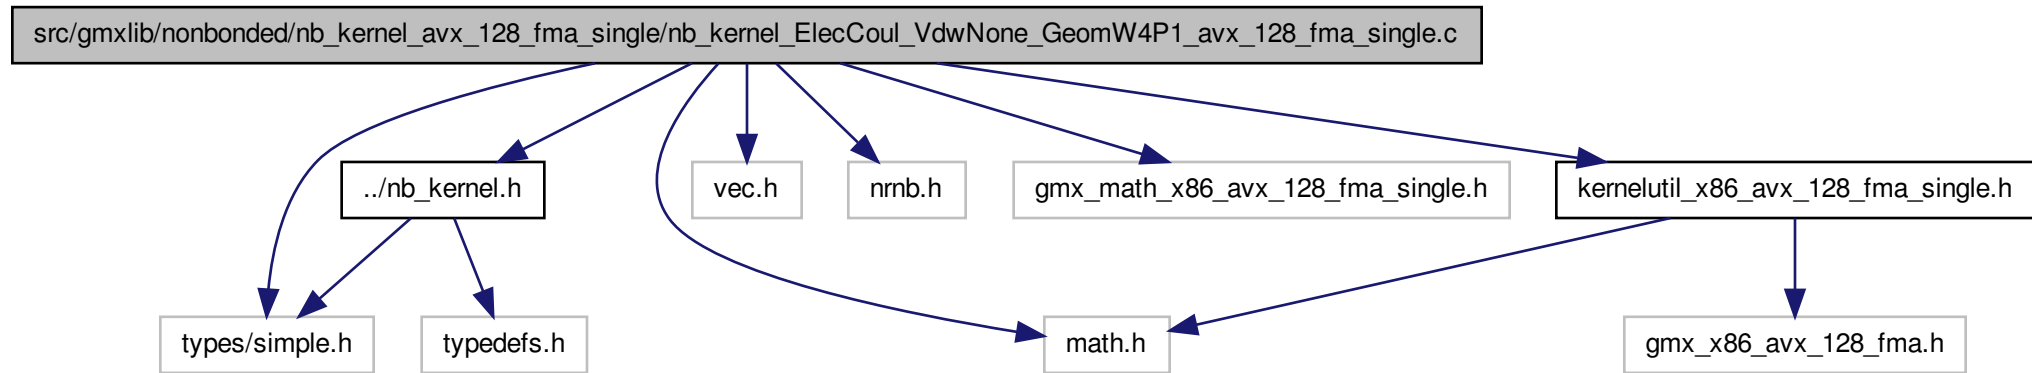 src/gmxlib/nonbonded/nb_kernel_avx_128_fma_single/nb_kernel_ElecCoul_VdwNone_GeomW4P1_avx_128_fma_single.c
../nb_kernel.h
vec.h
nrnb.h
gmx_math_x86_avx_128_fma_single.h
kernelutil_x86_avx_128_fma_single.h
types/simple.h
typedefs.h
math.h
gmx_x86_avx_128_fma.h